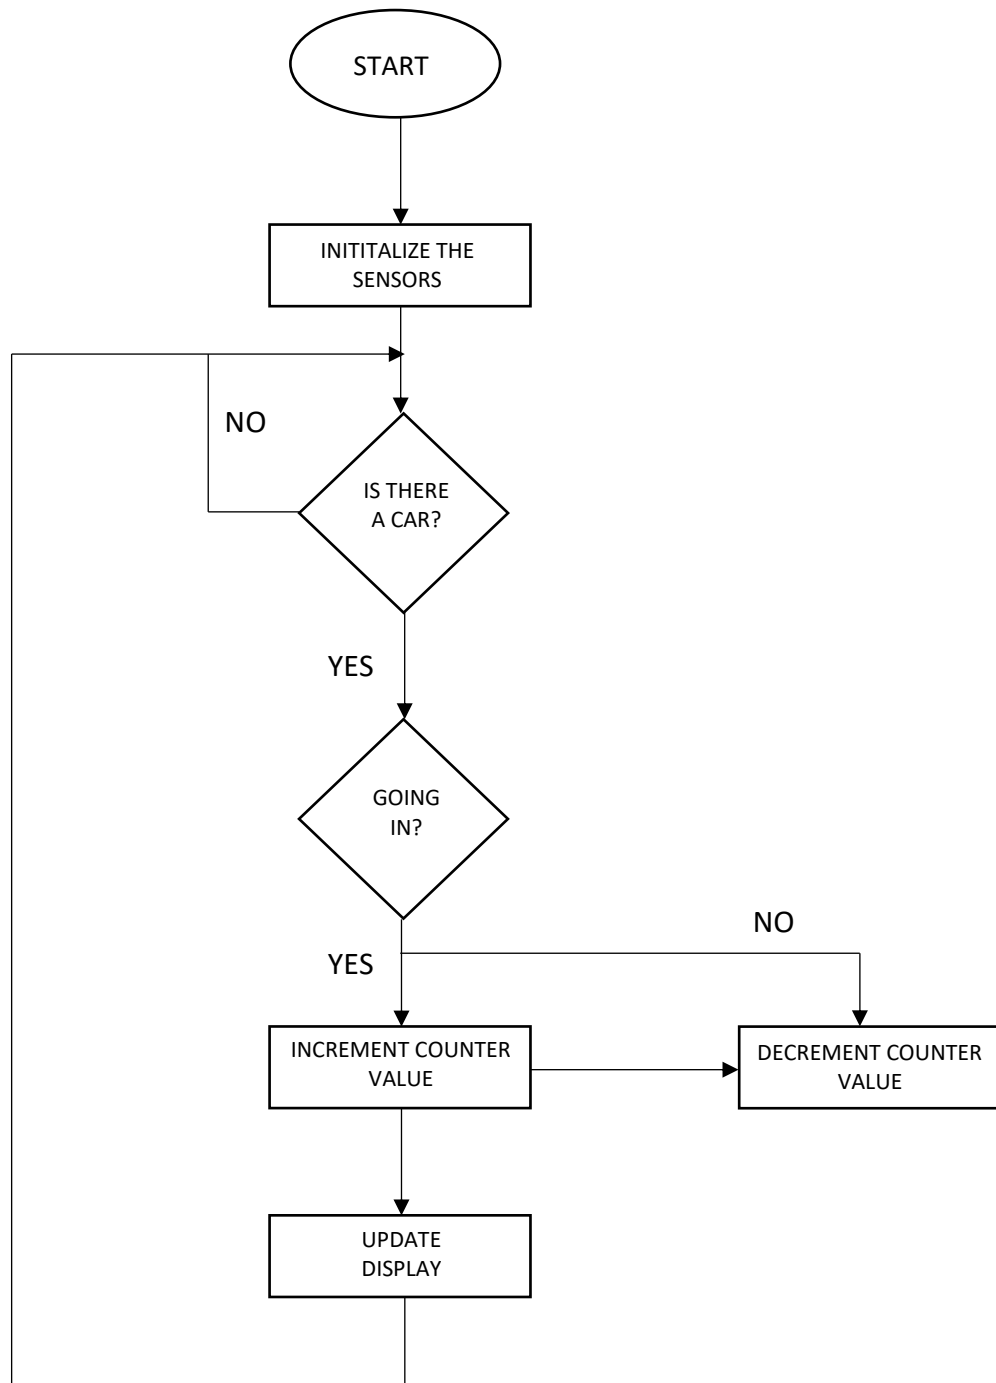 START
INITITALIZE THE
SENSORS
NO
IS THERE
A CAR?
YES
GOING
IN?
NO
YES
INCREMENT COUNTER
VALUE
DECREMENT COUNTER
VALUE
UPDATE
DISPLAY